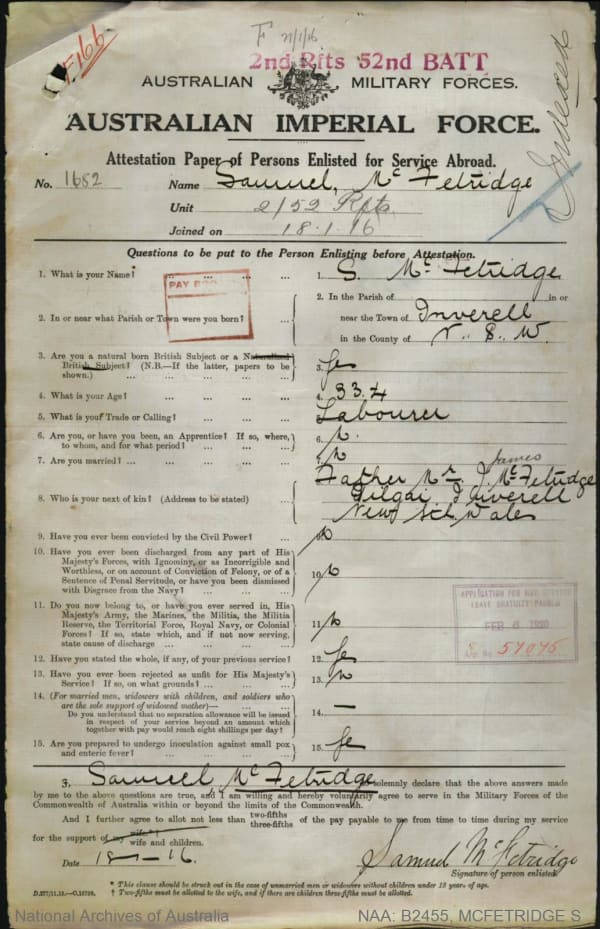 F166
F 21/1/16
2nd Rfts 52nd BATT
Indexed
AUSTRALIAN MILITARY FORCES.
AUSTRALIAN IMPERIAL FORCE.
Attestation Paper of Persons Enlisted for Service Abroad.
No. 1682 Name Samuel, Mc Fetridge
Unit 2/52 Rfts
Joined on 18.1.16
Questions to be put to the Person Enlisting before Attestation.
1. What is your Name? ... ... ... ... 1. S. Mc Fetridge
PAY
2. In or near what Parish or Town were you born? ... 2. In the Parish of in or
near the Town of Inverell
in the County of N. S. W.
3. Are you a natural born British Subject or a Naturalized
British Subject? (N.B.—If the latter, papers to be
shown.) ... ... ... ... ... 3. Yes
4. What is your Age? ... ... ... ... 4. 33.4
5. What is your Trade or Calling? ... ... ... 5. Labourer
6. Are you, or have you been, an Apprentice? If so, where,
to whom, and for what period? ... ... ... 6. N.
7. Are you married? ... ... ... ... 7. N
James
8. Who is your next of kin? (Address to be stated) ... 8. Father Mr. J. McFetridge
Gilgai, Inverell
New Sth Wales
9. Have you ever been convicted by the Civil Power? ... 9. N
10. Have you ever been discharged from any part of His
Majesty's Forces, with Ignominy, or as Incorrigible and
Worthless, or on account of Conviction of Felony, or of a
Sentence of Penal Servitude, or have you been dismissed
with Disgrace from the Navy? ... ... ... 10. N
11. Do you now belong to, or have you ever served in, His
Majesty's Army, the Marines, the Militia, the Militia
Reserve, the Territorial Force, Royal Navy, or Colonial
Forces? If so, state which, and if not now serving,
state cause of discharge ... ... ... ... 11. N
APPLICATION FOR WAR SERVICE
LEAVE GRATUITY
FEB 6 1920
57075
12. Have you stated the whole, if any, of your previous service? 12. Yes
13. Have you ever been rejected as unfit for His Majesty's
Service? If so, on what grounds? ... ... ... 13. N
14. (For married men, widowers with children, and soldiers who
are the sole support of widowed mother)—
Do you understand that no separation allowance will be issued
in respect of your service beyond an amount which
together with pay would reach eight shillings per day? 14. —
15. Are you prepared to undergo inoculation against small pox
and enteric fever? ... ... ... ... 15. Yes
I, Samuel, Mc Fetridge solemnly declare that the above answers made
by me to the above questions are true, and I am willing and hereby voluntarily agree to serve in the Military Forces of the
Commonwealth of Australia within or beyond the limits of the Commonwealth.
And I further agree to allot not less than two-fifths three-fifths of the pay payable to me from time to time during my service
for the support of my wife* wife and children.
Date 18-1-16. Samuel McFetridge
Signature of person enlisted.
* This clause should be struck out in the case of unmarried men or widowers without children under 18 years of age.
† Two-fifths must be allotted to the wife, and if there are children three-fifths must be allotted.
National Archives of Australia NAA: B2455, MCFETRIDGE S